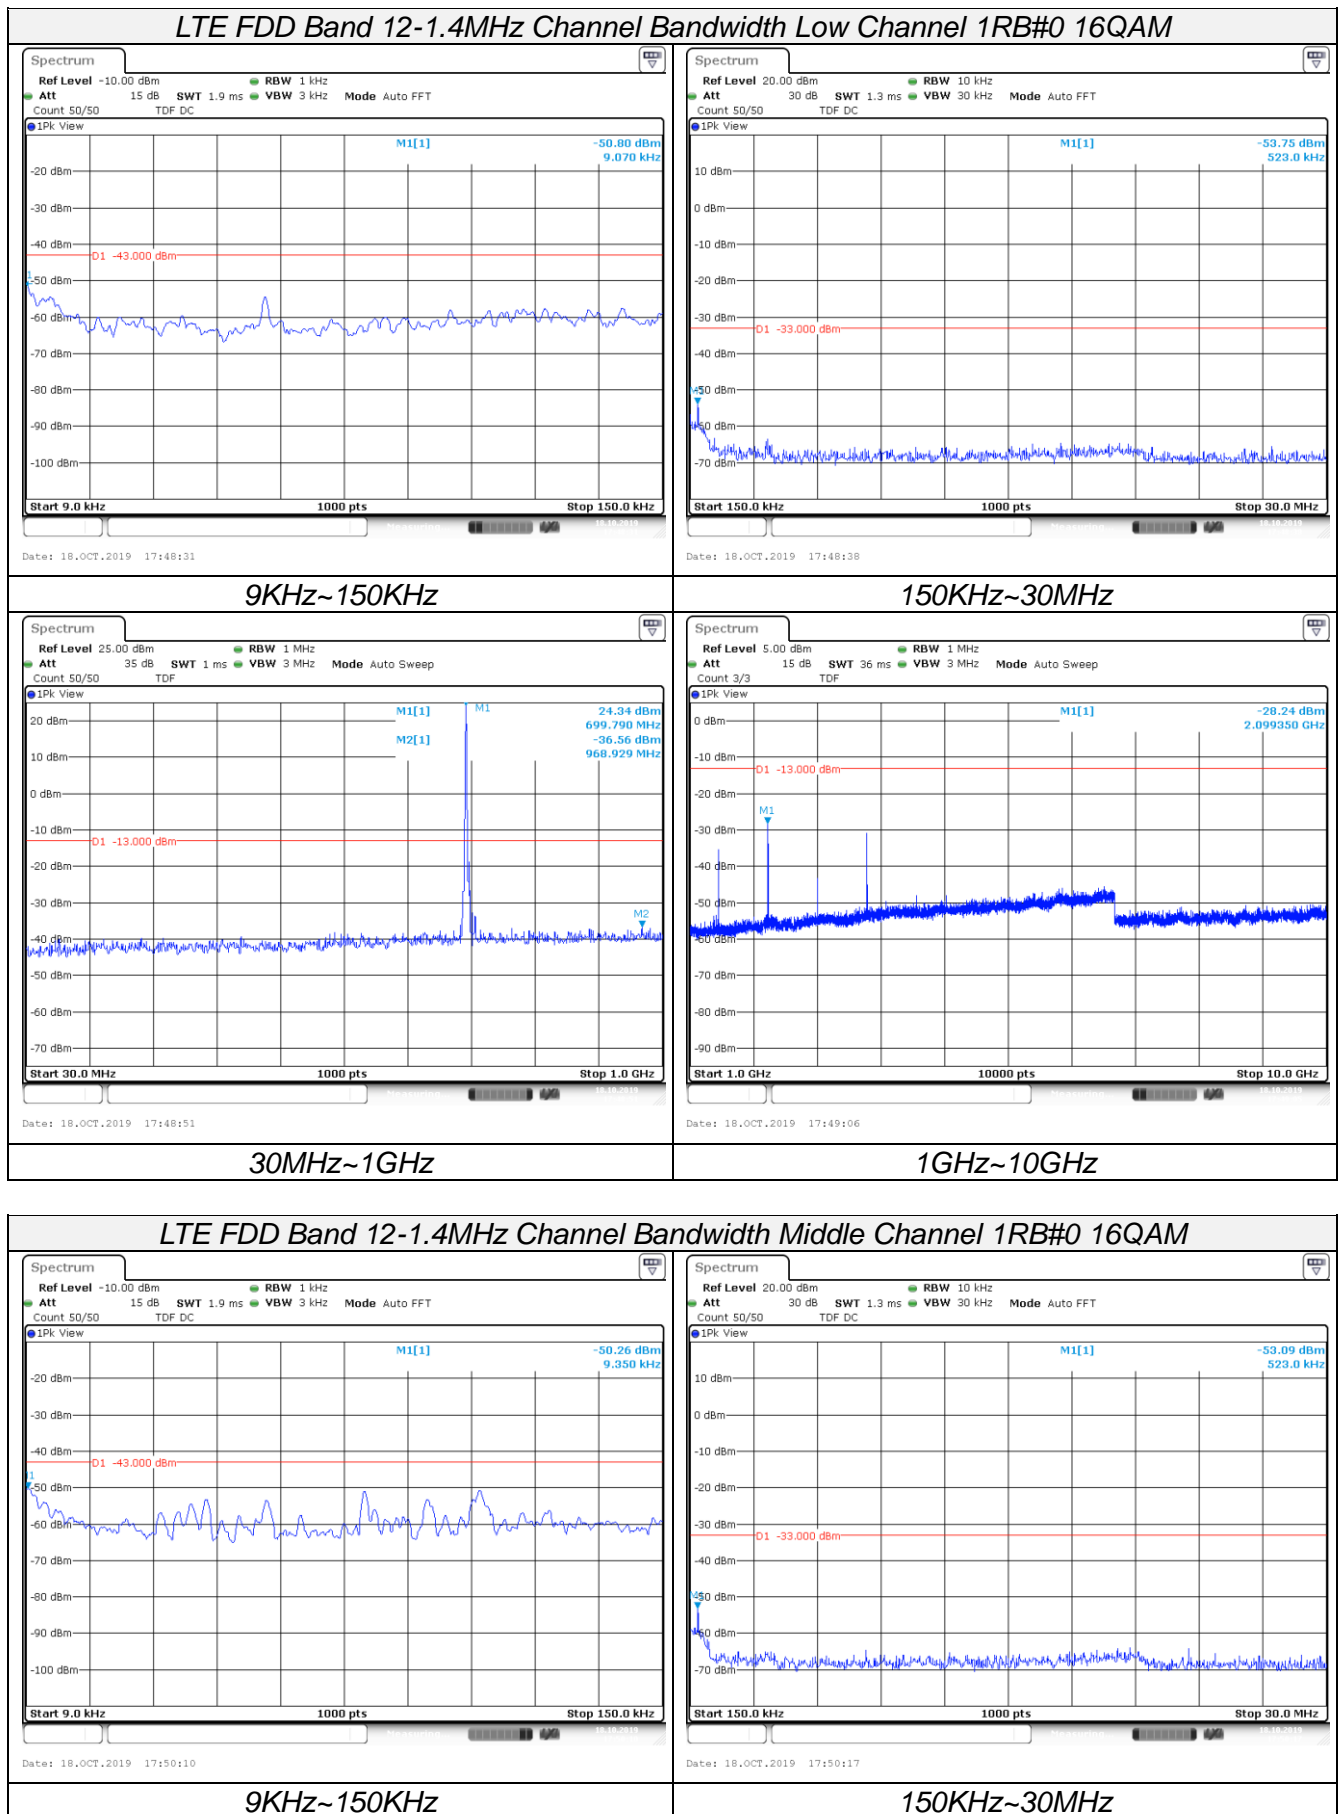 LTE FDD Band 12-1.4MHz Channel Bandwidth Low Channel 1RB#0 16QAM
Spectrum
Ref Level -10.00 dBm RBW 1 kHz
Att 15 dB SWT 1.9 ms VBW 3 kHz Mode Auto FFT
Count 50/50 TDF DC
1Pk View
M1[1] -50.80 dBm
9.070 kHz
-20 dBm
-30 dBm
-40 dBm
D1 -43.000 dBm
-50 dBm
-60 dBm
-70 dBm
-80 dBm
-90 dBm
-100 dBm
Start 9.0 kHz 1000 pts Stop 150.0 kHz
Date: 18.OCT.2019 17:48:31
Spectrum
Ref Level 20.00 dBm RBW 10 kHz
Att 30 dB SWT 1.3 ms VBW 30 kHz Mode Auto FFT
Count 50/50 TDF DC
1Pk View
M1[1] -53.75 dBm
523.0 kHz
10 dBm
0 dBm
-10 dBm
-20 dBm
-30 dBm
D1 -33.000 dBm
-40 dBm
-50 dBm
-60 dBm
-70 dBm
Start 150.0 kHz 1000 pts Stop 30.0 MHz
Date: 18.OCT.2019 17:48:38
9KHz~150KHz 150KHz~30MHz
Spectrum
Ref Level 25.00 dBm RBW 1 MHz
Att 35 dB SWT 1 ms VBW 3 MHz Mode Auto Sweep
Count 50/50 TDF
1Pk View
M1[1] M1 24.34 dBm
699.790 MHz
M2[1] -36.56 dBm
968.929 MHz
20 dBm
10 dBm
0 dBm
-10 dBm
D1 -13.000 dBm
-20 dBm
-30 dBm
M2
-40 dBm
-50 dBm
-60 dBm
-70 dBm
Start 30.0 MHz 1000 pts Stop 1.0 GHz
Date: 18.OCT.2019 17:48:51
Spectrum
Ref Level 5.00 dBm RBW 1 MHz
Att 15 dB SWT 36 ms VBW 3 MHz Mode Auto Sweep
Count 3/3 TDF
1Pk View
M1[1] -28.24 dBm
2.099350 GHz
0 dBm
-10 dBm
D1 -13.000 dBm
-20 dBm
M1
-30 dBm
-40 dBm
-50 dBm
-60 dBm
-70 dBm
-80 dBm
-90 dBm
Start 1.0 GHz 10000 pts Stop 10.0 GHz
Date: 18.OCT.2019 17:49:06
30MHz~1GHz 1GHz~10GHz
LTE FDD Band 12-1.4MHz Channel Bandwidth Middle Channel 1RB#0 16QAM
Spectrum
Ref Level -10.00 dBm RBW 1 kHz
Att 15 dB SWT 1.9 ms VBW 3 kHz Mode Auto FFT
Count 50/50 TDF DC
1Pk View
M1[1] -50.26 dBm
9.350 kHz
-20 dBm
-30 dBm
-40 dBm
D1 -43.000 dBm
-50 dBm
-60 dBm
-70 dBm
-80 dBm
-90 dBm
-100 dBm
Start 9.0 kHz 1000 pts Stop 150.0 kHz
Date: 18.OCT.2019 17:50:10
Spectrum
Ref Level 20.00 dBm RBW 10 kHz
Att 30 dB SWT 1.3 ms VBW 30 kHz Mode Auto FFT
Count 50/50 TDF DC
1Pk View
M1[1] -53.09 dBm
523.0 kHz
10 dBm
0 dBm
-10 dBm
-20 dBm
-30 dBm
D1 -33.000 dBm
-40 dBm
-50 dBm
-60 dBm
-70 dBm
Start 150.0 kHz 1000 pts Stop 30.0 MHz
Date: 18.OCT.2019 17:50:17
9KHz~150KHz 150KHz~30MHz